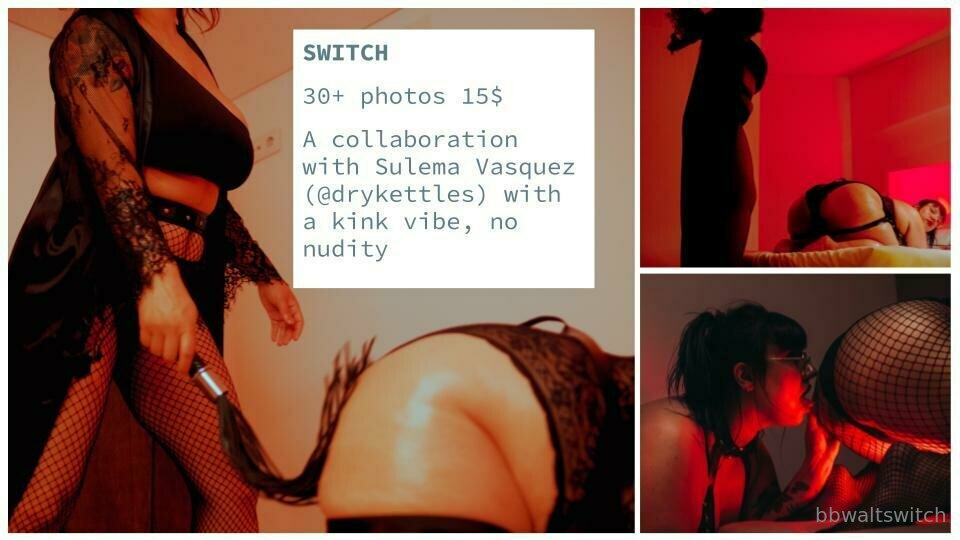 SWITCH
30+ photos 15$
A collaboration
with Sulema Vasquez
(@drykettles) with
a kink vibe, no
nudity
bbwaltswitch